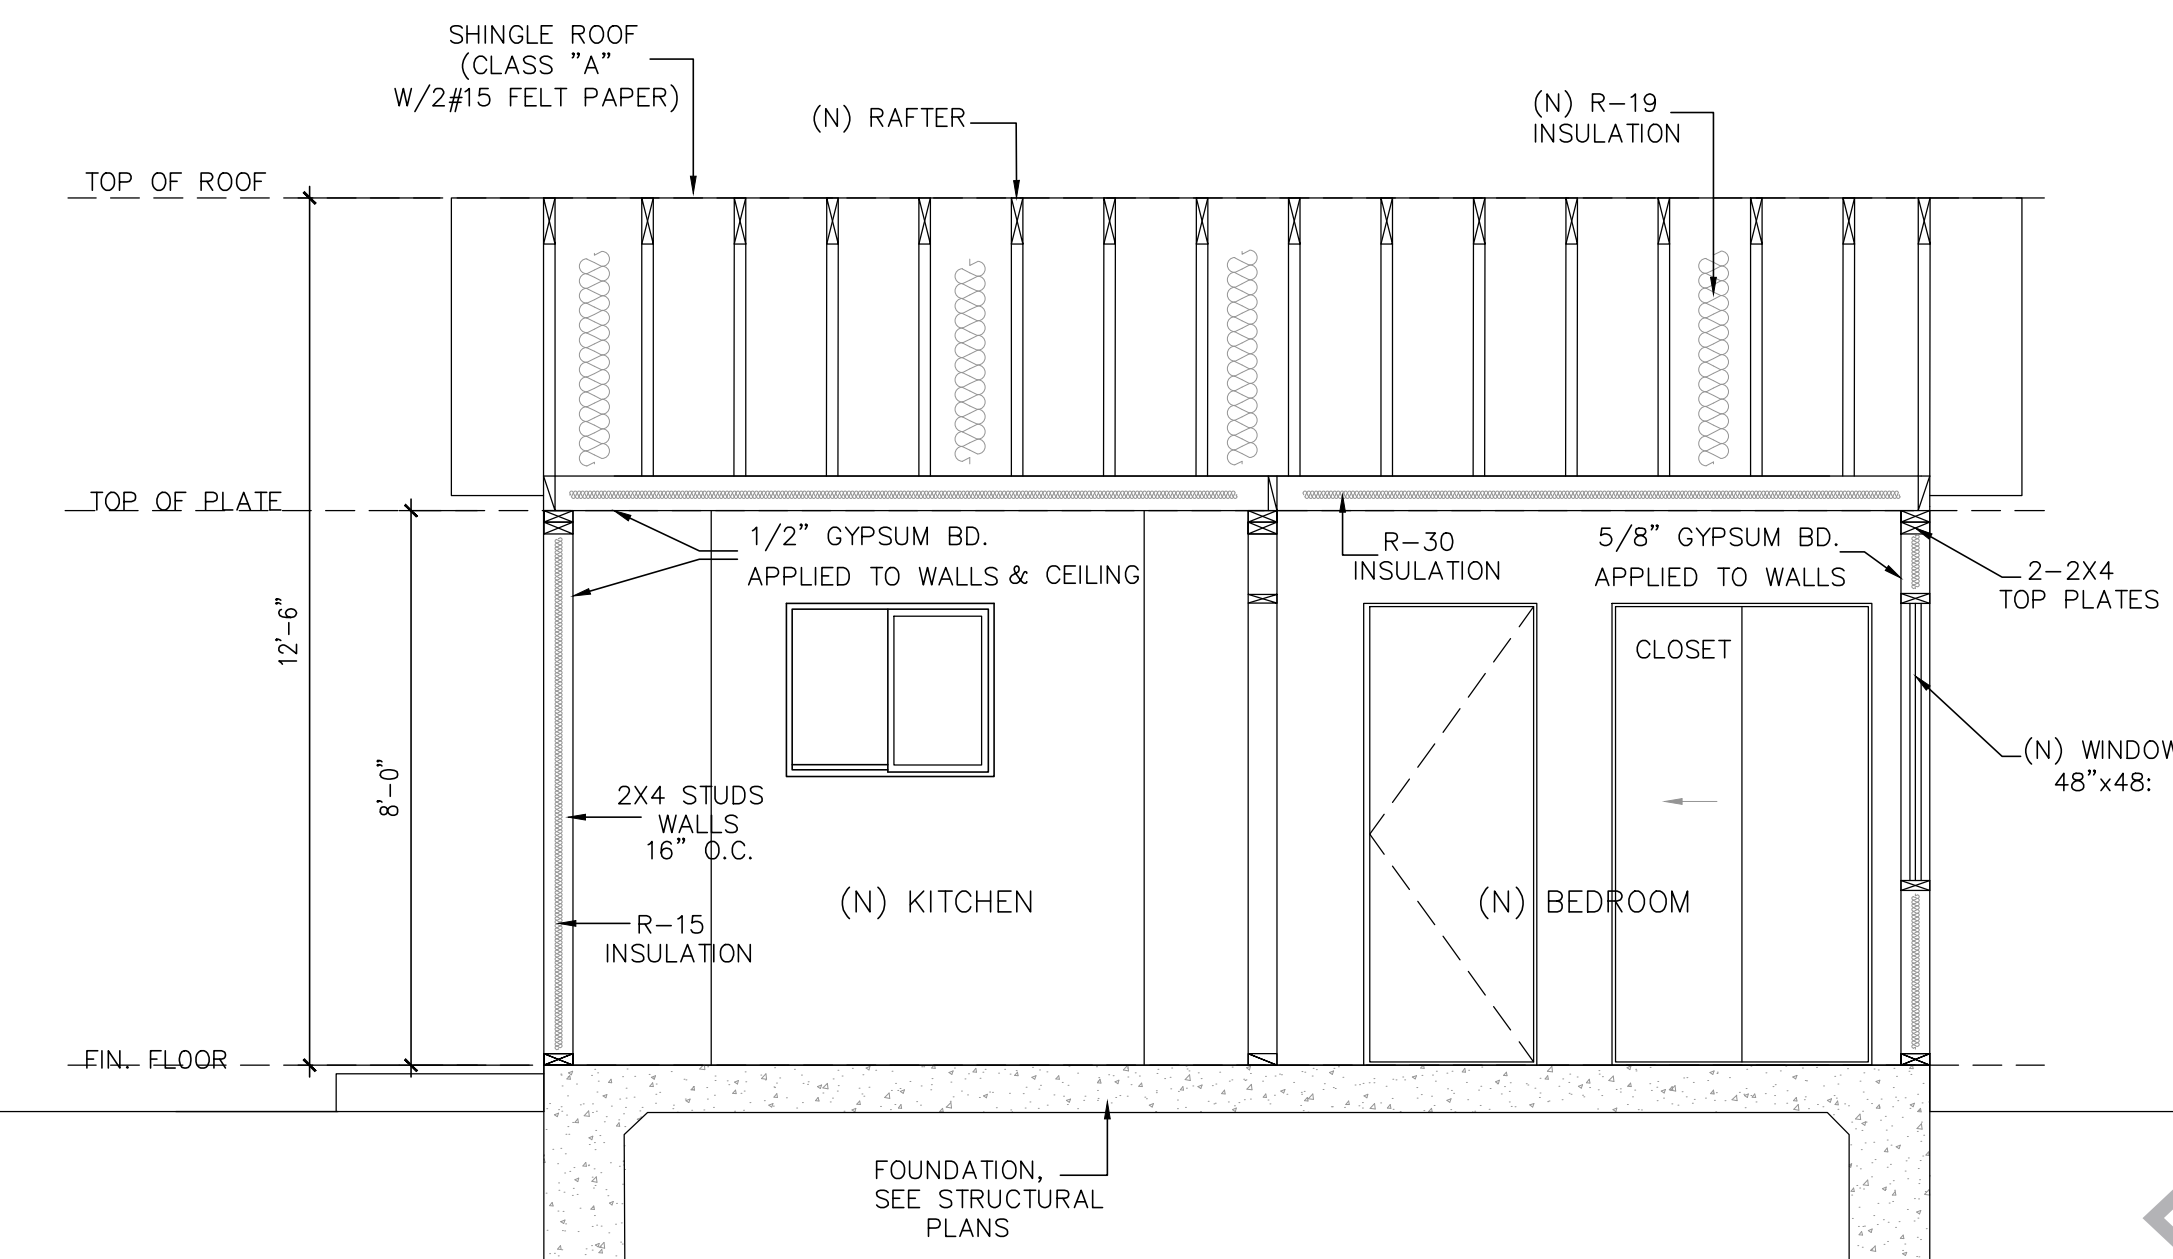 SHINGLE ROOF
(CLASS "A"
W/2#15 FELT PAPER)
(N) RAFTER
(N) R-19
INSULATION
TOP OF ROOF
TOP OF PLATE
1/2" GYPSUM BD.
APPLIED TO WALLS & CEILING
R-30
INSULATION
5/8" GYPSUM BD.
APPLIED TO WALLS
2-2X4
TOP PLATES
12'-6"
8'-0"
CLOSET
(N) WINDOW
48"x48:
2X4 STUDS
WALLS
16" O.C.
(N) KITCHEN
(N) BEDROOM
R-15
INSULATION
FIN. FLOOR
FOUNDATION,
SEE STRUCTURAL
PLANS